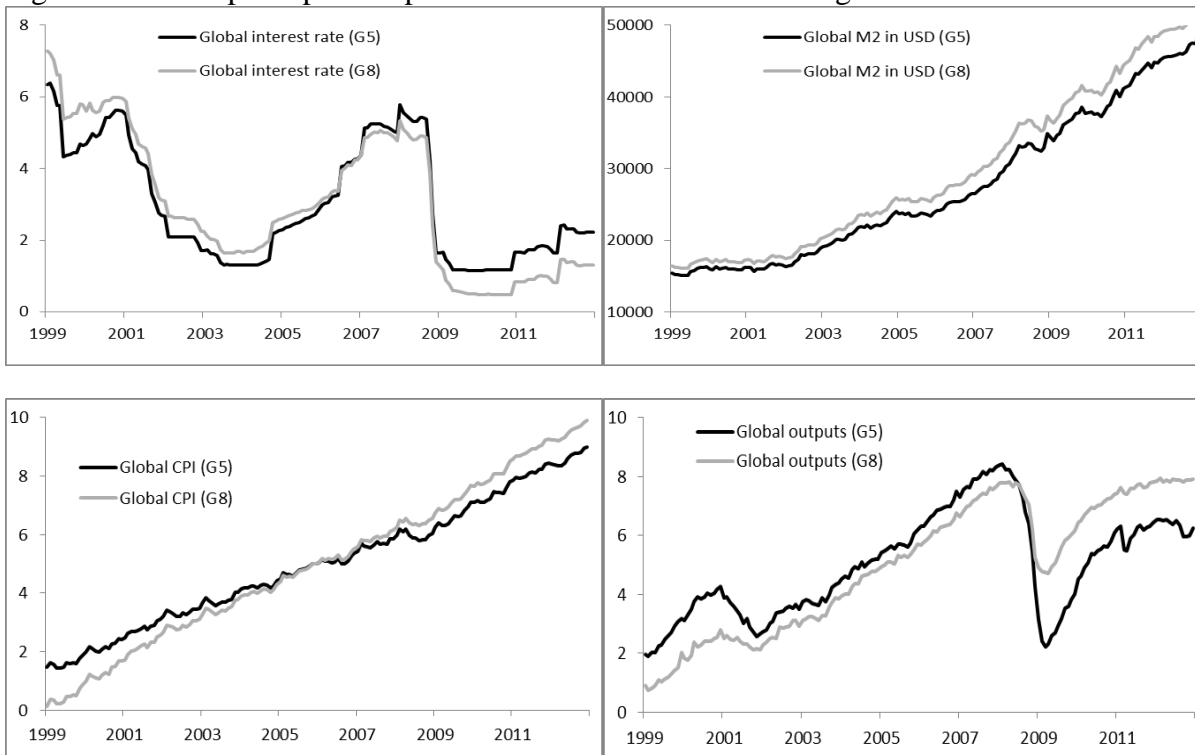 8
6
4
2
0
Global interest rate (G5)
Global interest rate (G8)
1999 2001 2003 2005 2007 2009 2011
50000
40000
30000
20000
10000
Global M2 in USD (G5)
Global M2 in USD (G8)
1999 2001 2003 2005 2007 2009 2011
10
8
6
4
2
0
Global CPI (G5)
Global CPI (G8)
1999 2001 2003 2005 2007 2009 2011
10
8
6
4
2
0
Global outputs (G5)
Global outputs (G8)
1999 2001 2003 2005 2007 2009 2011